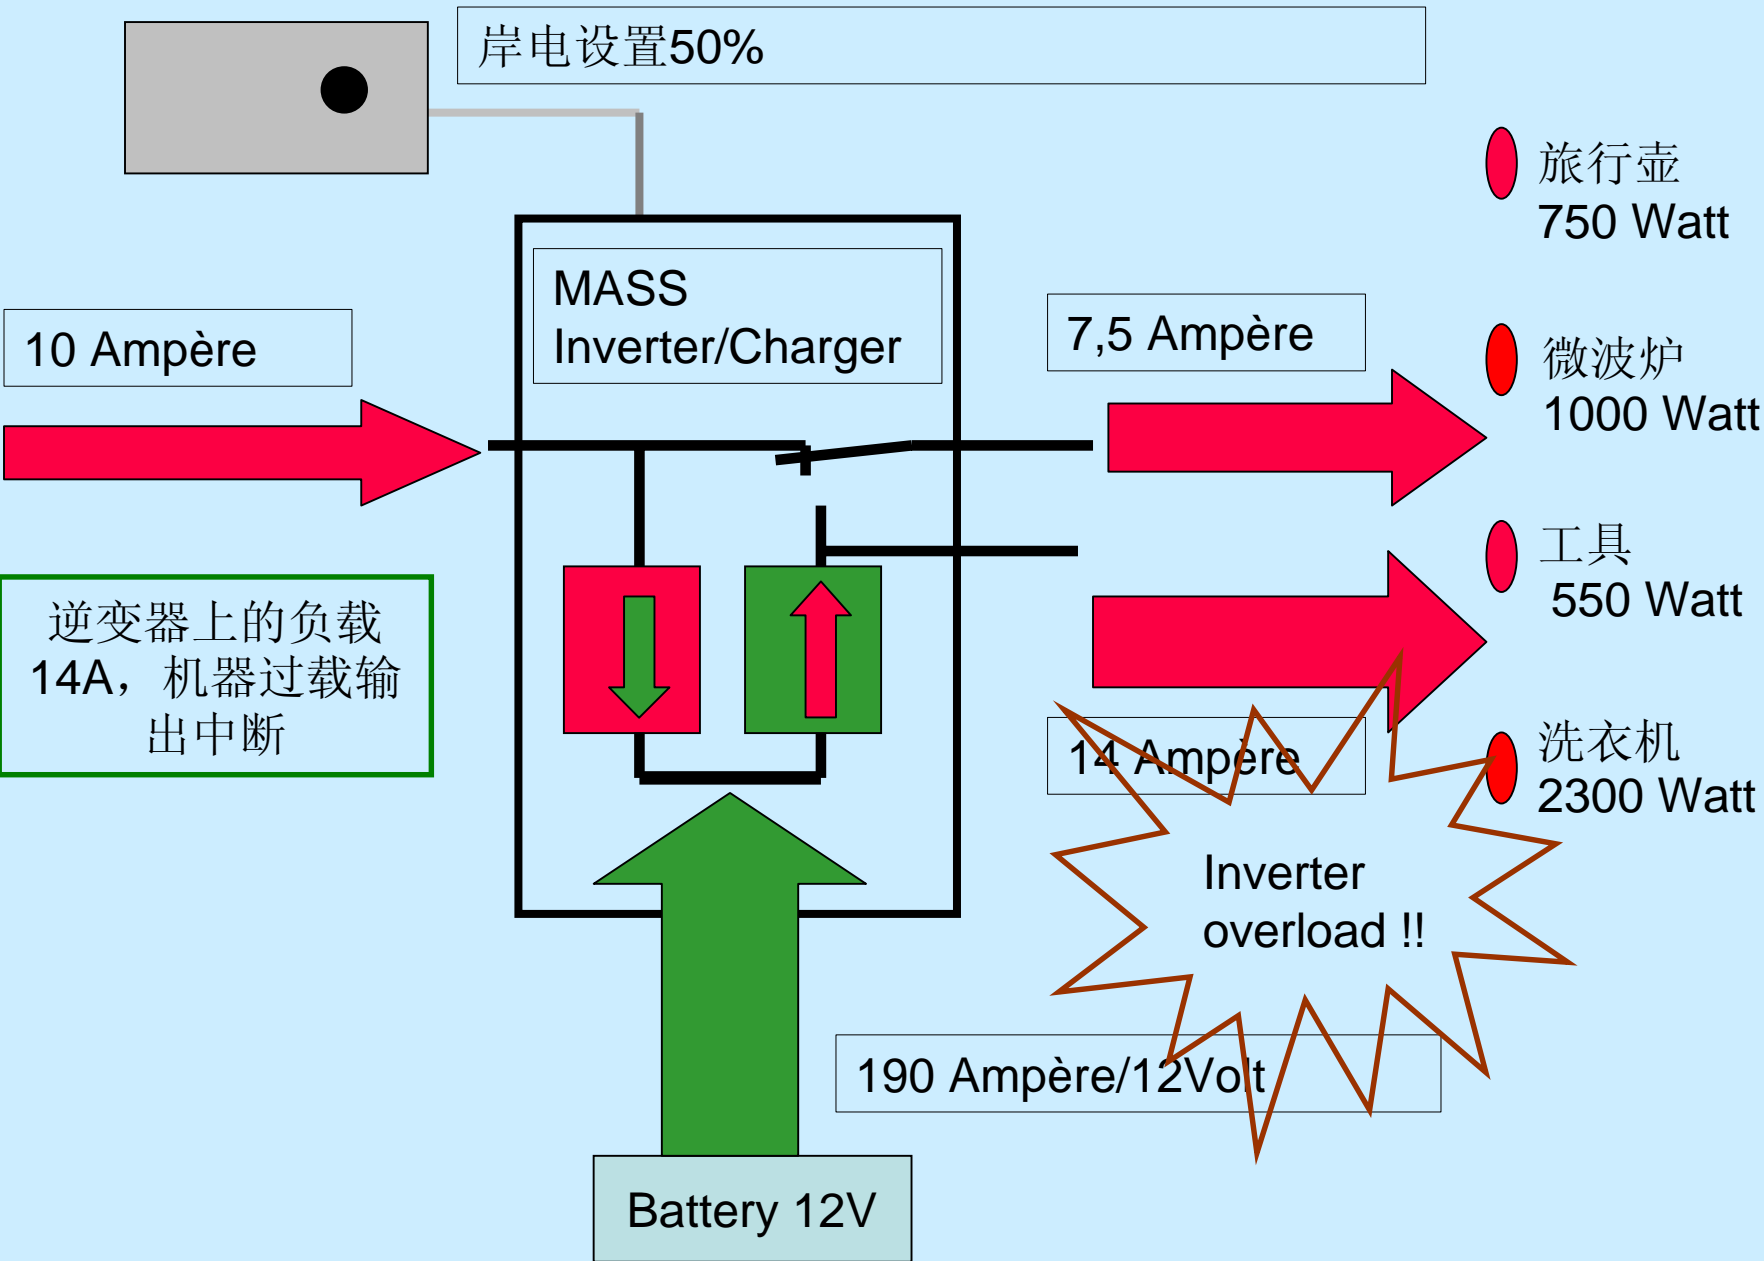 岸电设置50%
旅行壶
750 Watt
MASS
Inverter/Charger
10 Ampère
7,5 Ampère
微波炉
1000 Watt
工具
550 Watt
逆变器上的负载
14A，机器过载输
出中断
14 Ampère
洗衣机
2300 Watt
Inverter
overload !!
190 Ampère/12Volt
Battery 12V